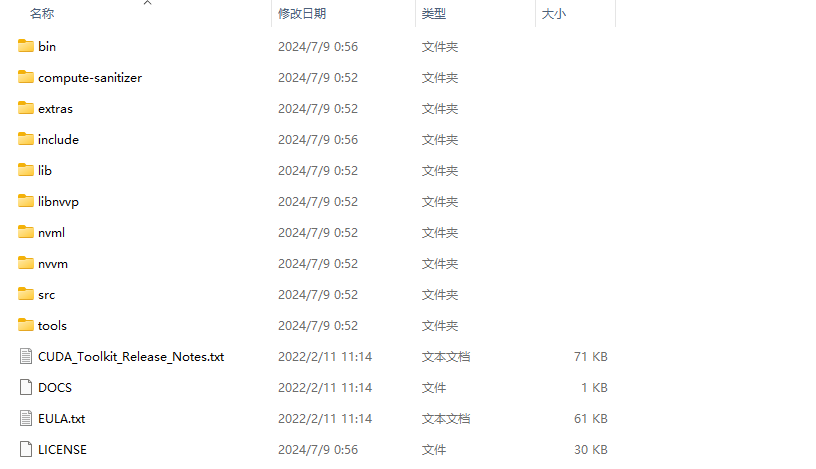 名称 修改日期 类型 大小
bin 2024/7/9 0:56 文件夹
compute-sanitizer 2024/7/9 0:52 文件夹
extras 2024/7/9 0:52 文件夹
include 2024/7/9 0:56 文件夹
lib 2024/7/9 0:52 文件夹
libnvvp 2024/7/9 0:52 文件夹
nvml 2024/7/9 0:52 文件夹
nvvm 2024/7/9 0:52 文件夹
src 2024/7/9 0:52 文件夹
tools 2024/7/9 0:52 文件夹
CUDA_Toolkit_Release_Notes.txt 2022/2/11 11:14 文本文档 71 KB
DOCS 2022/2/11 11:14 文件 1 KB
EULA.txt 2022/2/11 11:14 文本文档 61 KB
LICENSE 2024/7/9 0:56 文件 30 KB